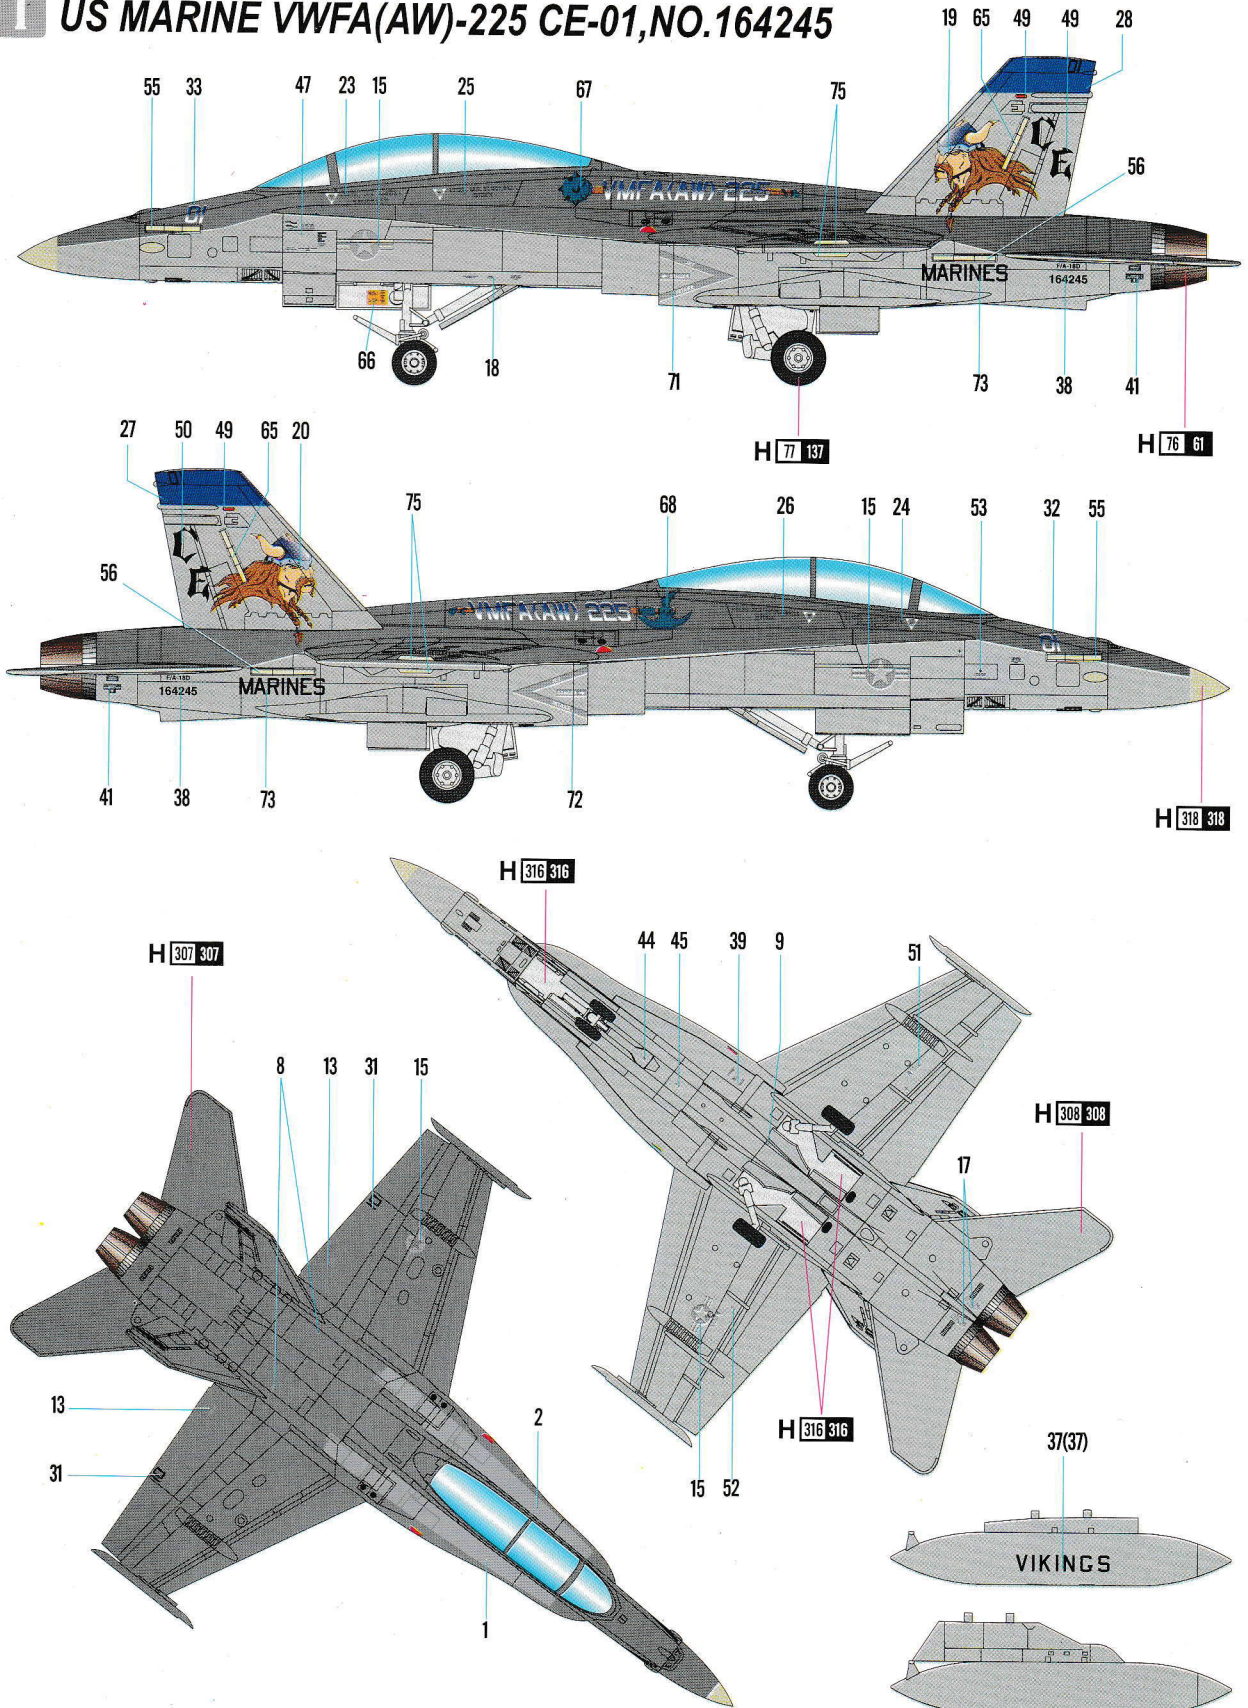 1 US MARINE VWFA(AW)-225 CE-01,NO.164245
19 65 49 49 28
55 33 47 23 15 25 67 75
CE
56
01
VMFA(AW)-225
MARINES
F/A-18D
164245
66 18 71 73 38 41
H 77 137
H 76 61
27 50 49 65 20 75 68 26 15 24 53 32 55
CE
56
VMFA(AW) 225
01
F/A-18D
164245
MARINES
41 38 73 72
H 318 318
H 316 316
H 307 307
44 45 39 9 51
8 13 31 15
H 308 308
17
13
2
31
H 316 316
15 52
37(37)
VIKINGS
1